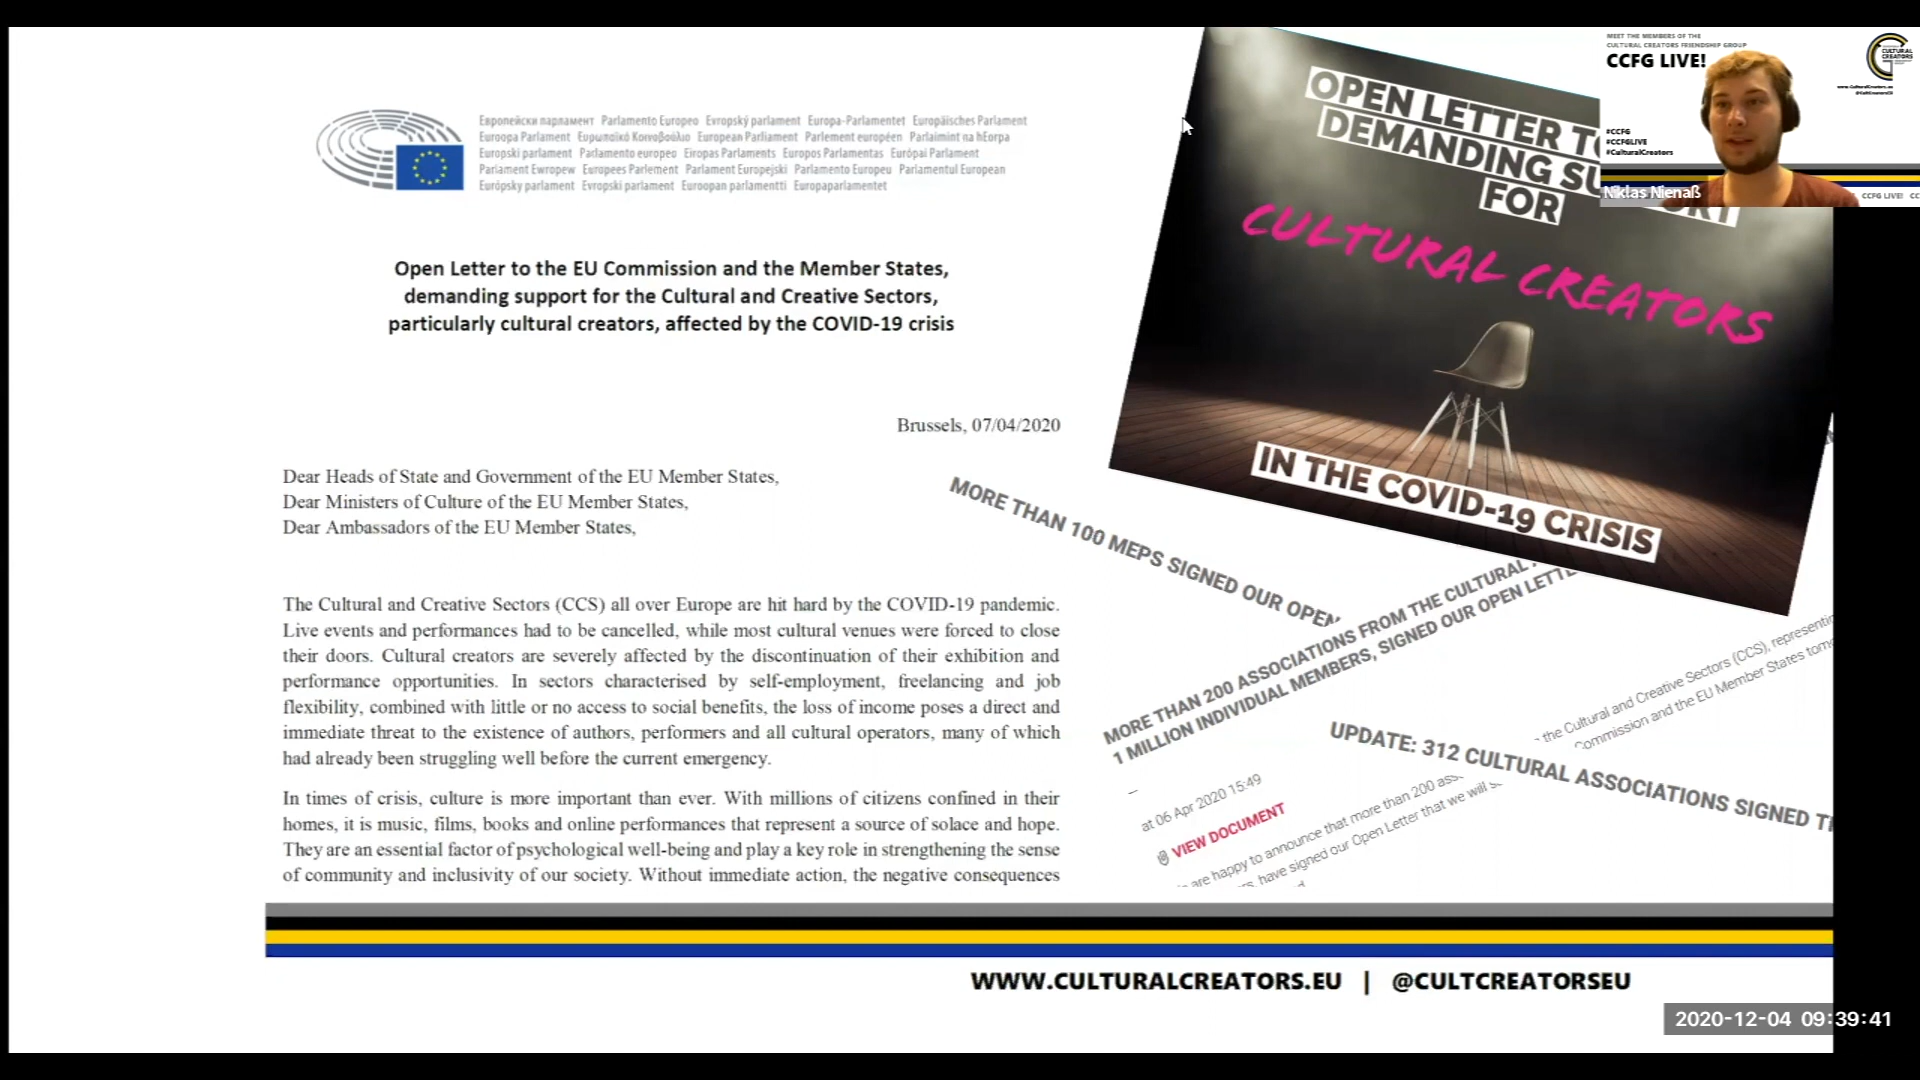 Европейски парламент Parlamento Europeo Evropský parlament Europa-Parlamentet Europäisches Parlament
Euroopa Parlament Ευρωπαϊκό Κοινοβούλιο European Parliament Parlement européen Parlaimint na hEorpa
Europski parlament Parlamento europeo Eiropas Parlaments Europos Parlamentas Európai Parlament
Parlament Ewropew Europees Parlement Parlament Europejski Parlamento Europeu Parlamentul European
Európsky parlament Evropski parlament Euroopan parlamentti Europaparlamentet
Open Letter to the EU Commission and the Member States,
demanding support for the Cultural and Creative Sectors,
particularly cultural creators, affected by the COVID-19 crisis
Brussels, 07/04/2020
Dear Heads of State and Government of the EU Member States,
Dear Ministers of Culture of the EU Member States,
Dear Ambassadors of the EU Member States,
The Cultural and Creative Sectors (CCS) all over Europe are hit hard by the COVID-19 pandemic.
Live events and performances had to be cancelled, while most cultural venues were forced to close
their doors. Cultural creators are severely affected by the discontinuation of their exhibition and
performance opportunities. In sectors characterised by self-employment, freelancing and job
flexibility, combined with little or no access to social benefits, the loss of income poses a direct and
immediate threat to the existence of authors, performers and all cultural operators, many of which
had already been struggling well before the current emergency.
In times of crisis, culture is more important than ever. With millions of citizens confined in their
homes, it is music, films, books and online performances that represent a source of solace and hope.
They are an essential factor of psychological well-being and play a key role in strengthening the sense
of community and inclusivity of our society. Without immediate action, the negative consequences
OPEN LETTER
DEMANDING
FOR
CULTURAL CREATORS
IN THE COVID-19 CRISIS
MEET THE MEMBERS OF THE
CULTURAL CREATORS FRIENDSHIP GROUP
CCFG LIVE!
CULTURAL
CREATORS
#CCFG
#CCFGLIVE
#CulturalCreators
Niklas Nienaß
CCFG LIVE!
MORE THAN 100 MEPS SIGNED OUR OPEN
MORE THAN 200 ASSOCIATIONS FROM THE CULTURAL
1 MILLION INDIVIDUAL MEMBERS, SIGNED OUR OPEN
the Cultural and Creative Sectors (CCS),
Commission and the EU Member States
UPDATE: 312 CULTURAL ASSOCIATIONS SIGNED
at 06 Apr 2020 15:49
VIEW DOCUMENT
are happy to announce that more than 200
have signed our Open Letter that we will
WWW.CULTURALCREATORS.EU | @CULTCREATORSEU
2020-12-04 09:39:41